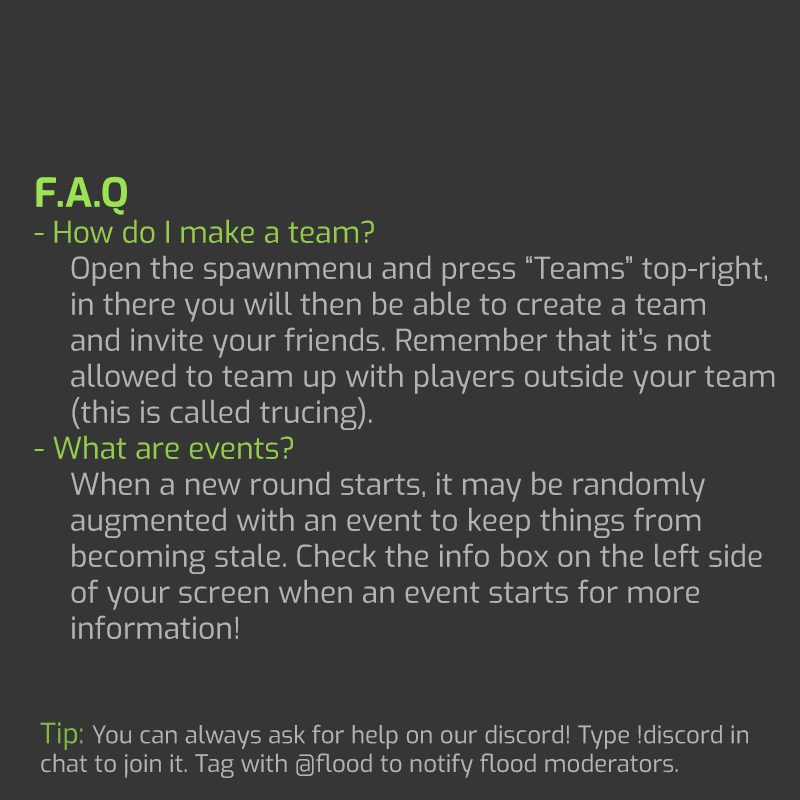 F.A.Q
- How do I make a team?
Open the spawnmenu and press “Teams” top-right,
in there you will then be able to create a team
and invite your friends. Remember that it’s not
allowed to team up with players outside your team
(this is called trucing).
- What are events?
When a new round starts, it may be randomly
augmented with an event to keep things from
becoming stale. Check the info box on the left side
of your screen when an event starts for more
information!
Tip: You can always ask for help on our discord! Type !discord in
chat to join it. Tag with @flood to notify flood moderators.